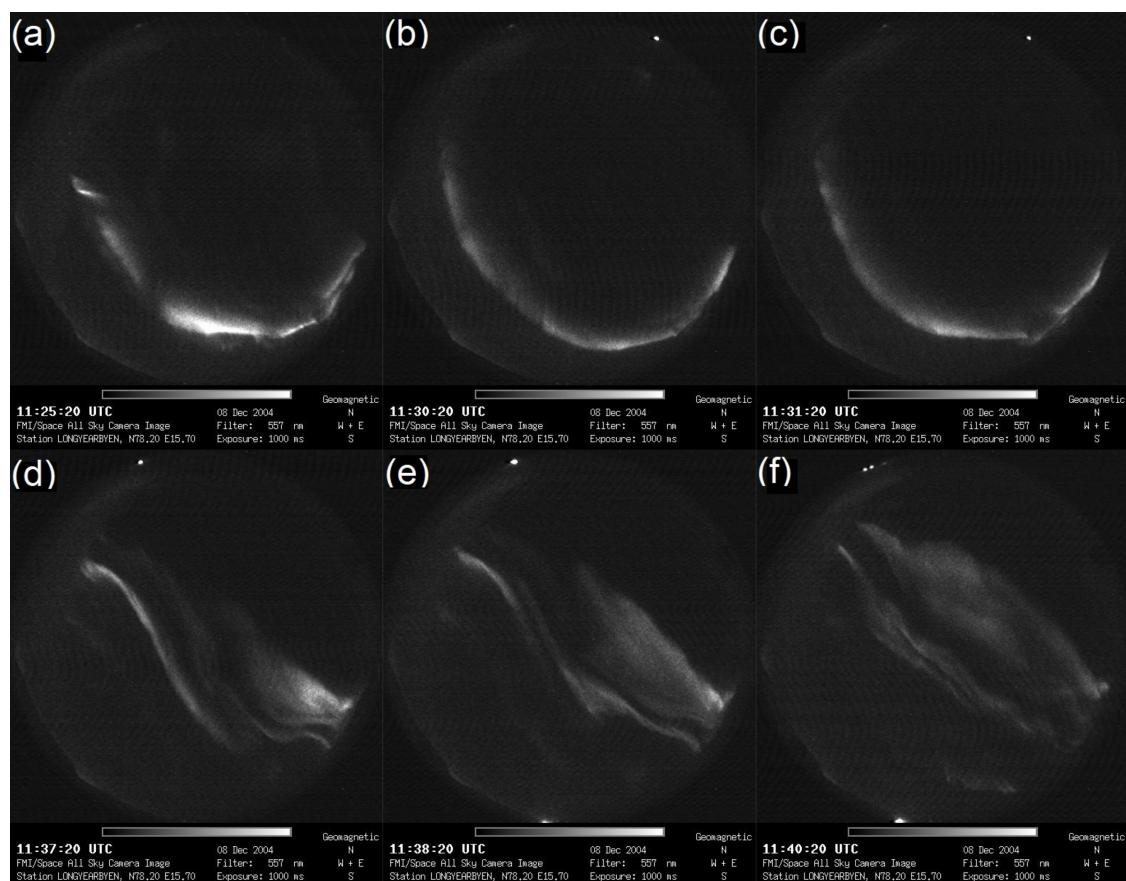 (a)
(b)
(c)
Geomagnetic
11:25:20 UTC 08 Dec 2004 N
FMI/Space All Sky Camera Image Filter: 557 nm W + E
Station LONGYEARBYEN, N78.20 E15.70 Exposure: 1000 ms S
Geomagnetic
11:30:20 UTC 08 Dec 2004 N
FMI/Space All Sky Camera Image Filter: 557 nm W + E
Station LONGYEARBYEN, N78.20 E15.70 Exposure: 1000 ms S
Geomagnetic
11:31:20 UTC 08 Dec 2004 N
FMI/Space All Sky Camera Image Filter: 557 nm W + E
Station LONGYEARBYEN, N78.20 E15.70 Exposure: 1000 ms S
(d)
(e)
(f)
Geomagnetic
11:37:20 UTC 08 Dec 2004 N
FMI/Space All Sky Camera Image Filter: 557 nm W + E
Station LONGYEARBYEN, N78.20 E15.70 Exposure: 1000 ms S
Geomagnetic
11:38:20 UTC 08 Dec 2004 N
FMI/Space All Sky Camera Image Filter: 557 nm W + E
Station LONGYEARBYEN, N78.20 E15.70 Exposure: 1000 ms S
Geomagnetic
11:40:20 UTC 08 Dec 2004 N
FMI/Space All Sky Camera Image Filter: 557 nm W + E
Station LONGYEARBYEN, N78.20 E15.70 Exposure: 1000 ms S